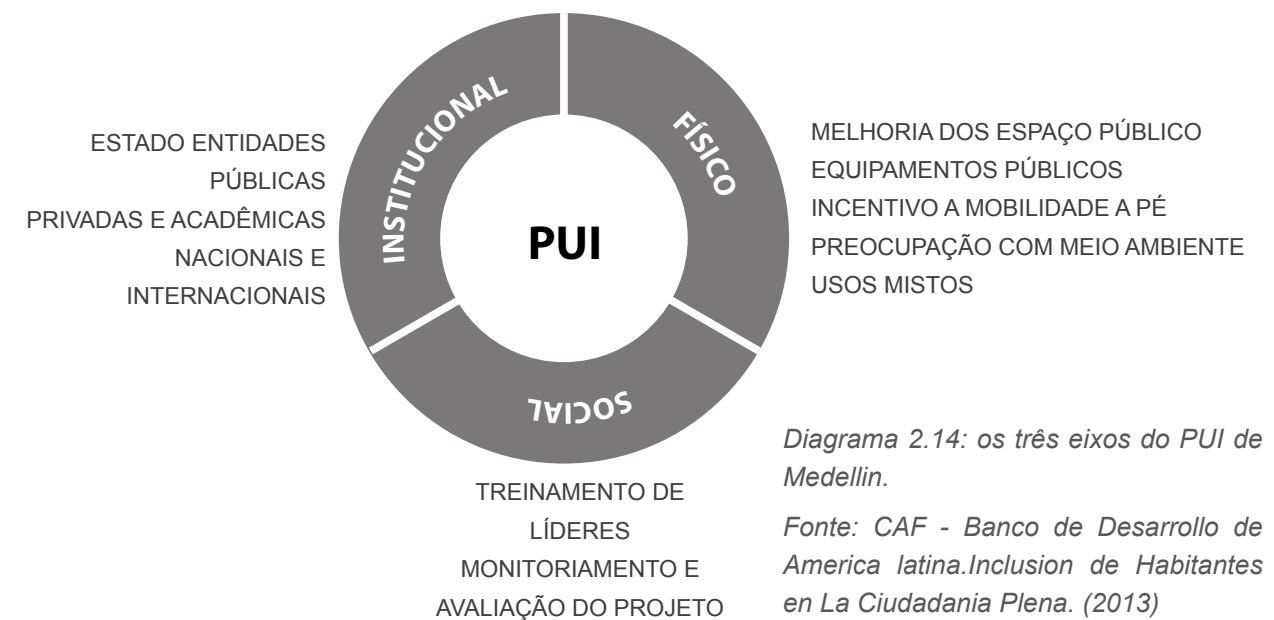 INSTITUCIONAL
FÍSICO
SOCIAL
PUI
ESTADO ENTIDADES
PÚBLICAS
PRIVADAS E ACADÊMICAS
NACIONAIS E
INTERNACIONAIS
MELHORIA DOS ESPAÇO PÚBLICO
EQUIPAMENTOS PÚBLICOS
INCENTIVO A MOBILIDADE A PÉ
PREOCUPAÇÃO COM MEIO AMBIENTE
USOS MISTOS
TREINAMENTO DE
LÍDERES
MONITORIAMENTO E
AVALIAÇÃO DO PROJETO
Diagrama 2.14: os três eixos do PUI de
Medellin.
Fonte: CAF - Banco de Desarrollo de
America latina.Inclusion de Habitantes
en La Ciudadania Plena. (2013)